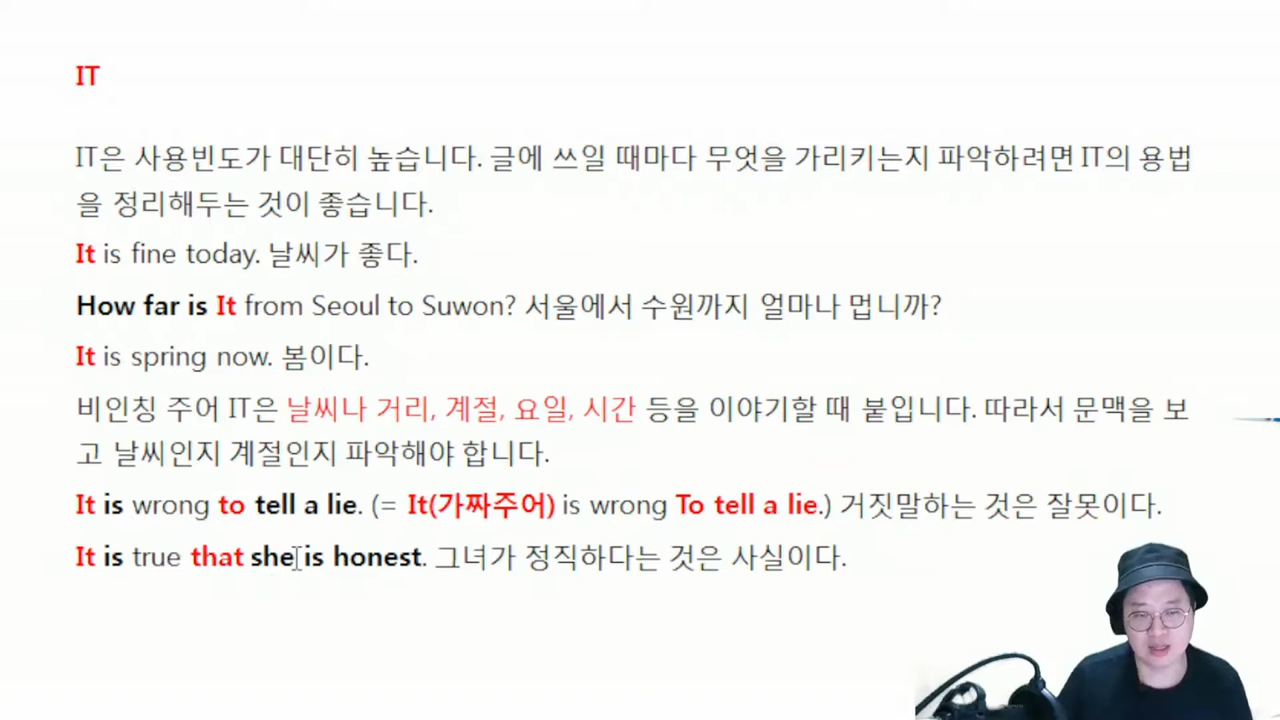 IT
IT은 사용빈도가 대단히 높습니다. 글에 쓰일 때마다 무엇을 가리키는지 파악하려면 IT의 용법
을 정리해두는 것이 좋습니다.
It is fine today. 날씨가 좋다.
How far is It from Seoul to Suwon? 서울에서 수원까지 얼마나 멉니까?
It is spring now. 봄이다.
비인칭 주어 IT은 날씨나 거리, 계절, 요일, 시간 등을 이야기할 때 붙입니다. 따라서 문맥을 보
고 날씨인지 계절인지 파악해야 합니다.
It is wrong to tell a lie. (= It(가짜주어) is wrong To tell a lie.) 거짓말하는 것은 잘못이다.
It is true that she is honest. 그녀가 정직하다는 것은 사실이다.